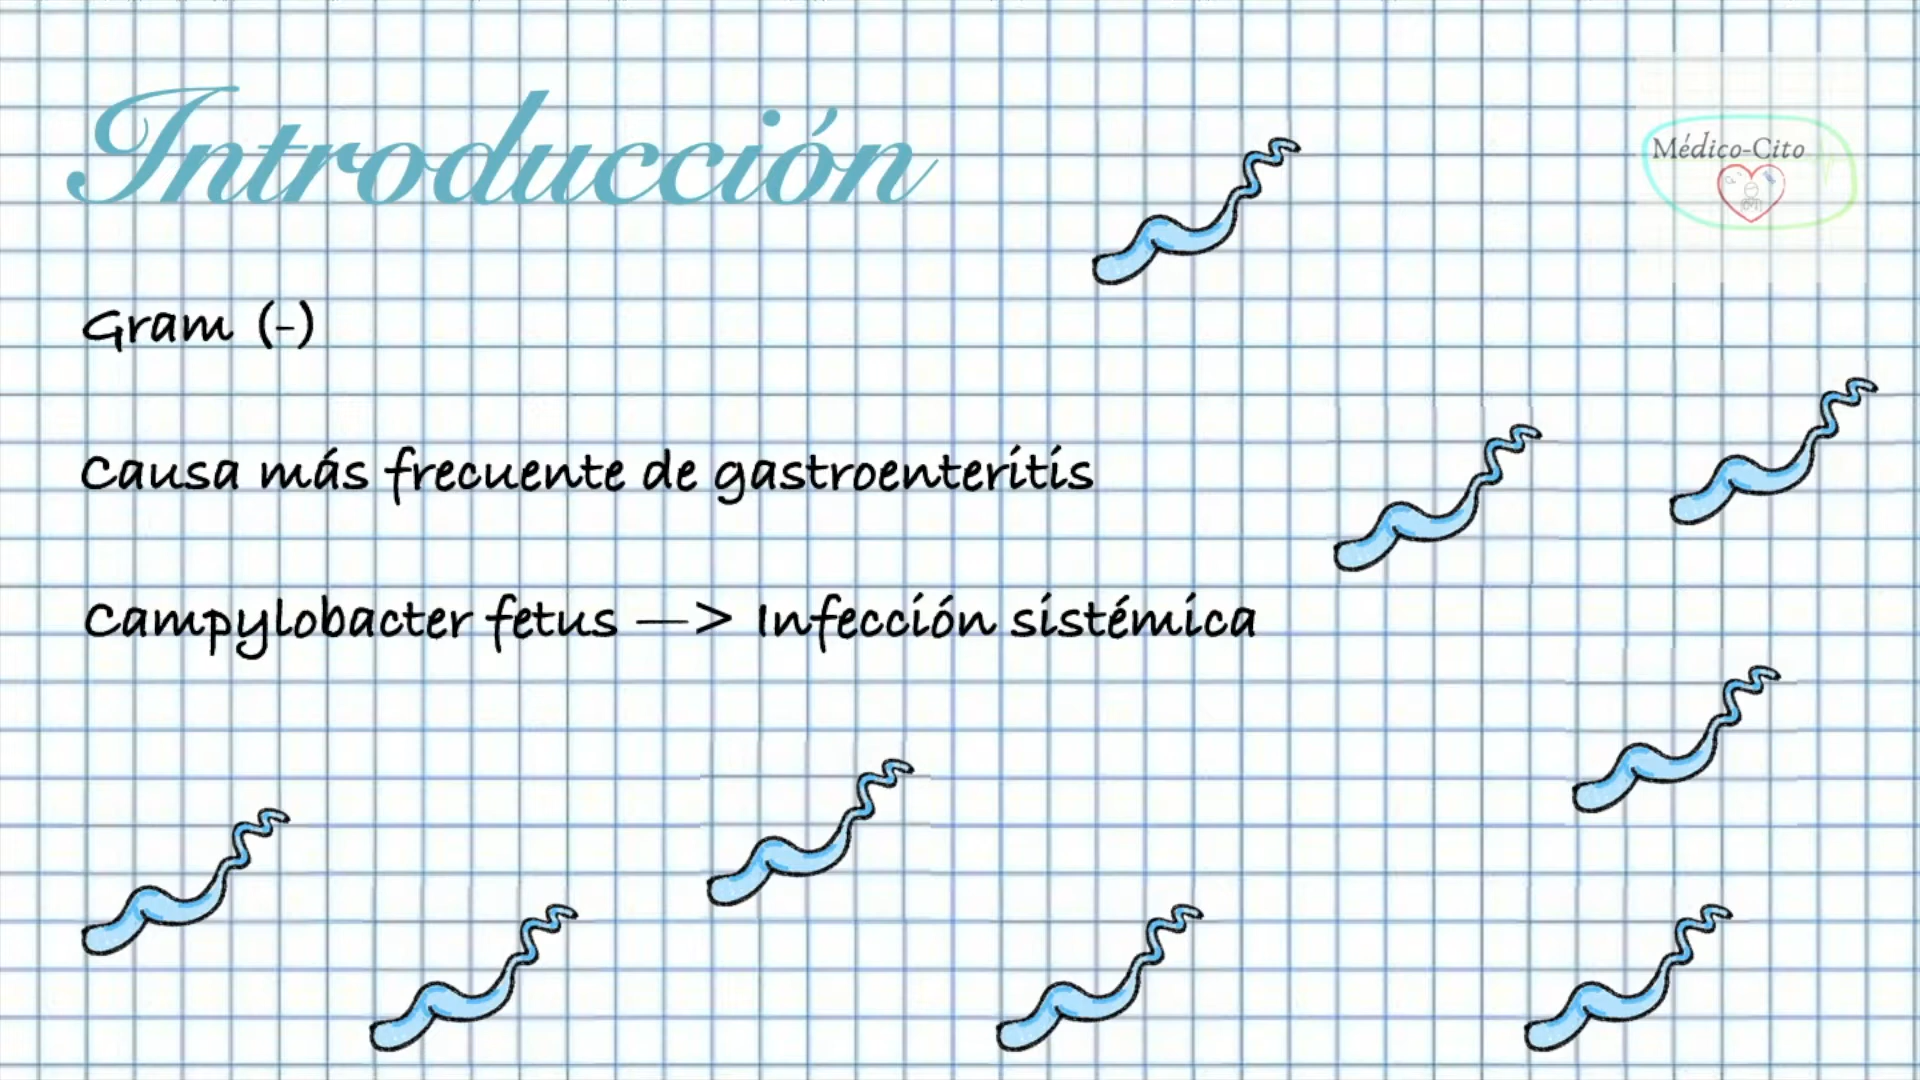 Introducción
Médico-Cito
Gram (-)
Causa más frecuente de gastroenteritis
Campylobacter fetus —> Infección sistémica